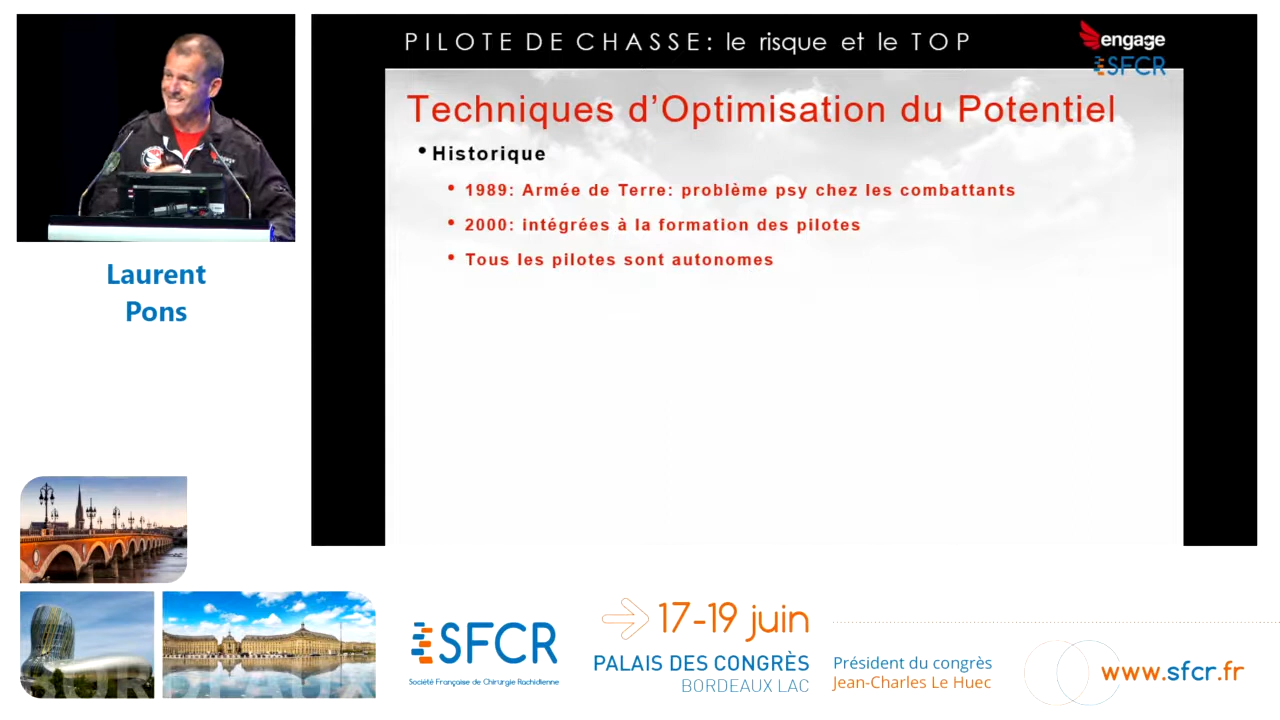 PILOTE DE CHASSE: le risque et le TOP
engage
SFCR
Techniques d'Optimisation du Potentiel
• Historique
• 1989: Armée de Terre: problème psy chez les combattants
• 2000: intégrées à la formation des pilotes
• Tous les pilotes sont autonomes
engage
Laurent
Pons
BORDEAUX
SFCR
Société Française de Chirurgie Rachidienne
17-19 juin
PALAIS DES CONGRÈS
BORDEAUX LAC
Président du congrès
Jean-Charles Le Huec
www.sfcr.fr